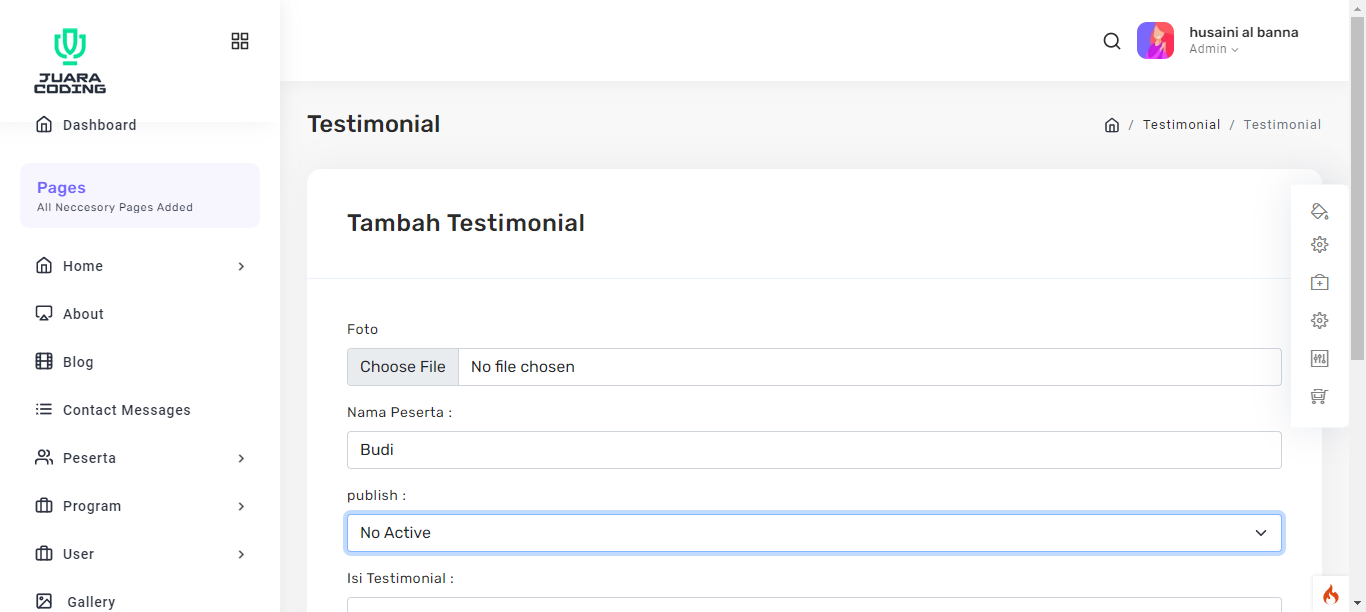 JUARA
CODING
husaini al banna
Admin
Dashboard
Testimonial
/ Testimonial / Testimonial
Pages
All Neccesory Pages Added
Tambah Testimonial
Home
About
Foto
Blog
Choose File No file chosen
Contact Messages
Nama Peserta :
Budi
Peserta
publish :
Program
No Active
User
Isi Testimonial :
Gallery